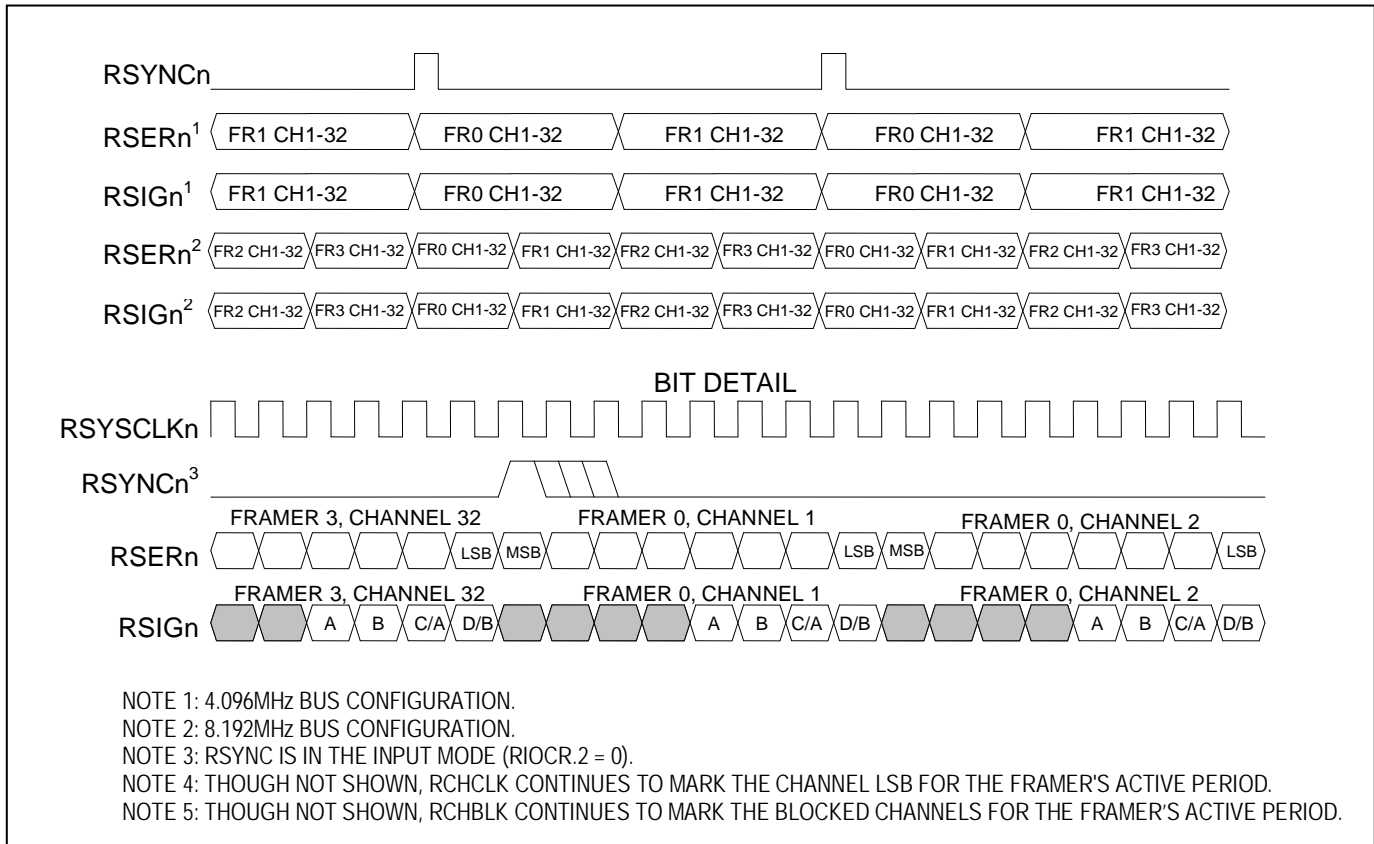 RSYNCn
RSERn1 FR1 CH1-32 FR0 CH1-32 FR1 CH1-32 FR0 CH1-32 FR1 CH1-32
RSIGn1 FR1 CH1-32 FR0 CH1-32 FR1 CH1-32 FR0 CH1-32 FR1 CH1-32
RSERn2 FR2 CH1-32 FR3 CH1-32 FR0 CH1-32 FR1 CH1-32 FR2 CH1-32 FR3 CH1-32 FR0 CH1-32 FR1 CH1-32 FR2 CH1-32 FR3 CH1-32
RSIGn2 FR2 CH1-32 FR3 CH1-32 FR0 CH1-32 FR1 CH1-32 FR2 CH1-32 FR3 CH1-32 FR0 CH1-32 FR1 CH1-32 FR2 CH1-32 FR3 CH1-32
BIT DETAIL
RSYSCLKn
RSYNCn3
FRAMER 3, CHANNEL 32 FRAMER 0, CHANNEL 1 FRAMER 0, CHANNEL 2
RSERn LSB MSB LSB MSB LSB
FRAMER 3, CHANNEL 32 FRAMER 0, CHANNEL 1 FRAMER 0, CHANNEL 2
RSIGn A B C/A D/B A B C/A D/B A B C/A D/B
NOTE 1: 4.096MHz BUS CONFIGURATION.
NOTE 2: 8.192MHz BUS CONFIGURATION.
NOTE 3: RSYNC IS IN THE INPUT MODE (RIOCR.2 = 0).
NOTE 4: THOUGH NOT SHOWN, RCHCLK CONTINUES TO MARK THE CHANNEL LSB FOR THE FRAMER'S ACTIVE PERIOD.
NOTE 5: THOUGH NOT SHOWN, RCHBLK CONTINUES TO MARK THE BLOCKED CHANNELS FOR THE FRAMER’S ACTIVE PERIOD.